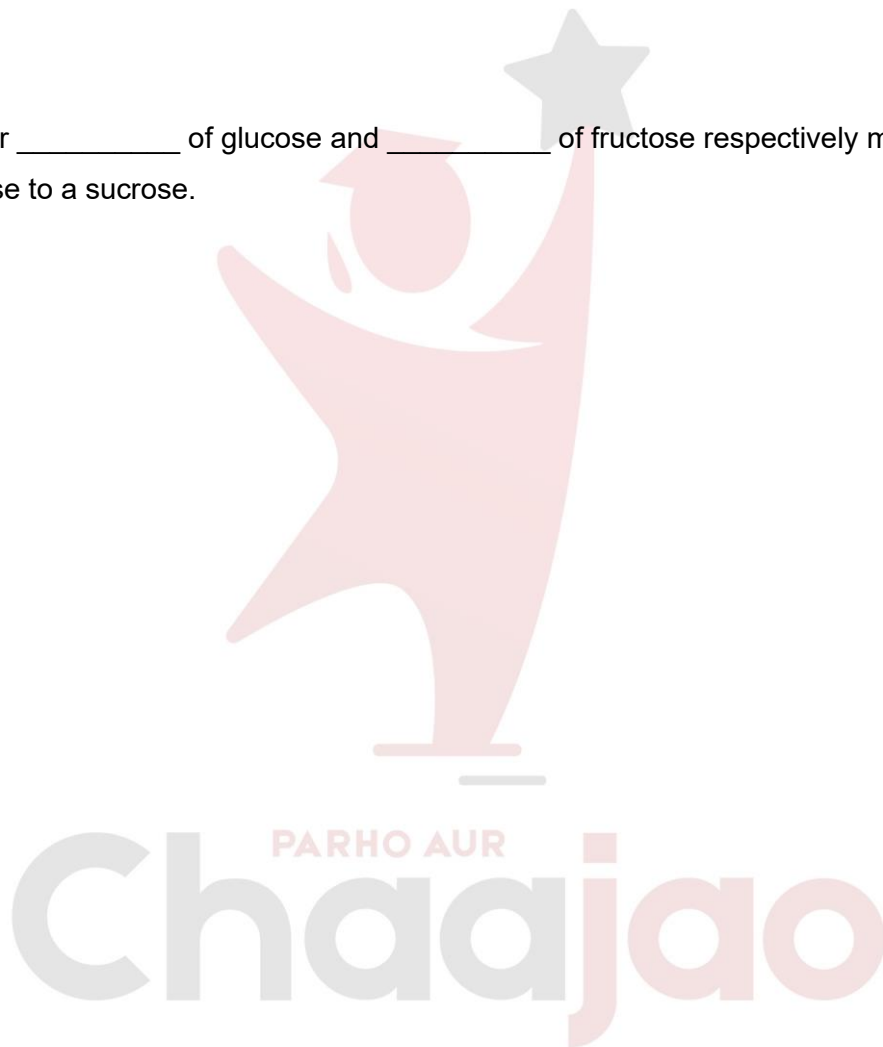 r __________ of glucose and __________ of fructose respectively m
se to a sucrose.
PARHO AUR
Chaajao